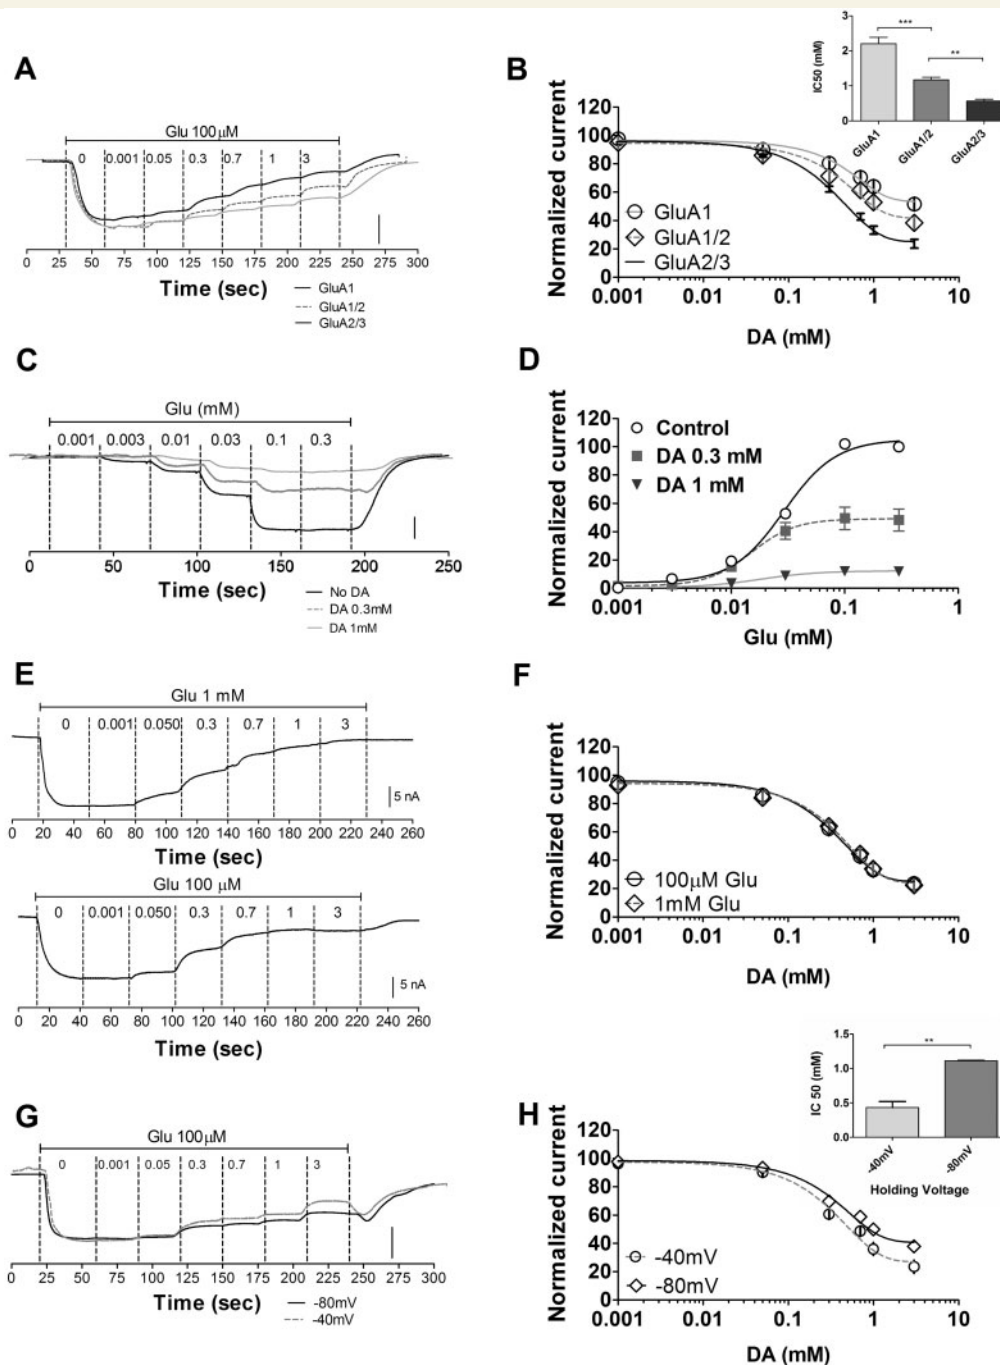 A
Glu 100 μM
0 0.001 0.05 0.3 0.7 1 3
0 25 50 75 100 125 150 175 200 225 250 275 300
Time (sec)
GluA1
GluA1/2
GluA2/3
B
Normalized current
120
100
80
60
40
20
0
GluA1
GluA1/2
GluA2/3
0.001 0.01 0.1 1 10
DA (mM)
IC50 (mM)
3
2
1
0
***
**
GluA1
GluA1/2
GluA2/3
C
Glu (mM)
0.001 0.003 0.01 0.03 0.1 0.3
0 50 100 150 200 250
Time (sec)
No DA
DA 0.3mM
DA 1mM
D
Normalized current
120
100
80
60
40
20
0
Control
DA 0.3 mM
DA 1 mM
0.001 0.01 0.1 1
Glu (mM)
E
Glu 1 mM
0 0.001 0.050 0.3 0.7 1 3
5 nA
0 20 40 60 80 100 120 140 160 180 200 220 240 260
Time (sec)
Glu 100 μM
0 0.001 0.050 0.3 0.7 1 3
5 nA
0 20 40 60 80 100 120 140 160 180 200 220 240 260
Time (sec)
F
Normalized current
120
100
80
60
40
20
0
100μM Glu
1mM Glu
0.001 0.01 0.1 1 10
DA (mM)
G
Glu 100μM
0 0.001 0.05 0.3 0.7 1 3
0 25 50 75 100 125 150 175 200 225 250 275 300
Time (sec)
-80mV
-40mV
H
Normalized current
120
100
80
60
40
20
0
-40mV
-80mV
0.001 0.01 0.1 1 10
DA (mM)
IC 50 (mM)
1.5
1.0
0.5
0.0
**
-40mV
-80mV
Holding Voltage